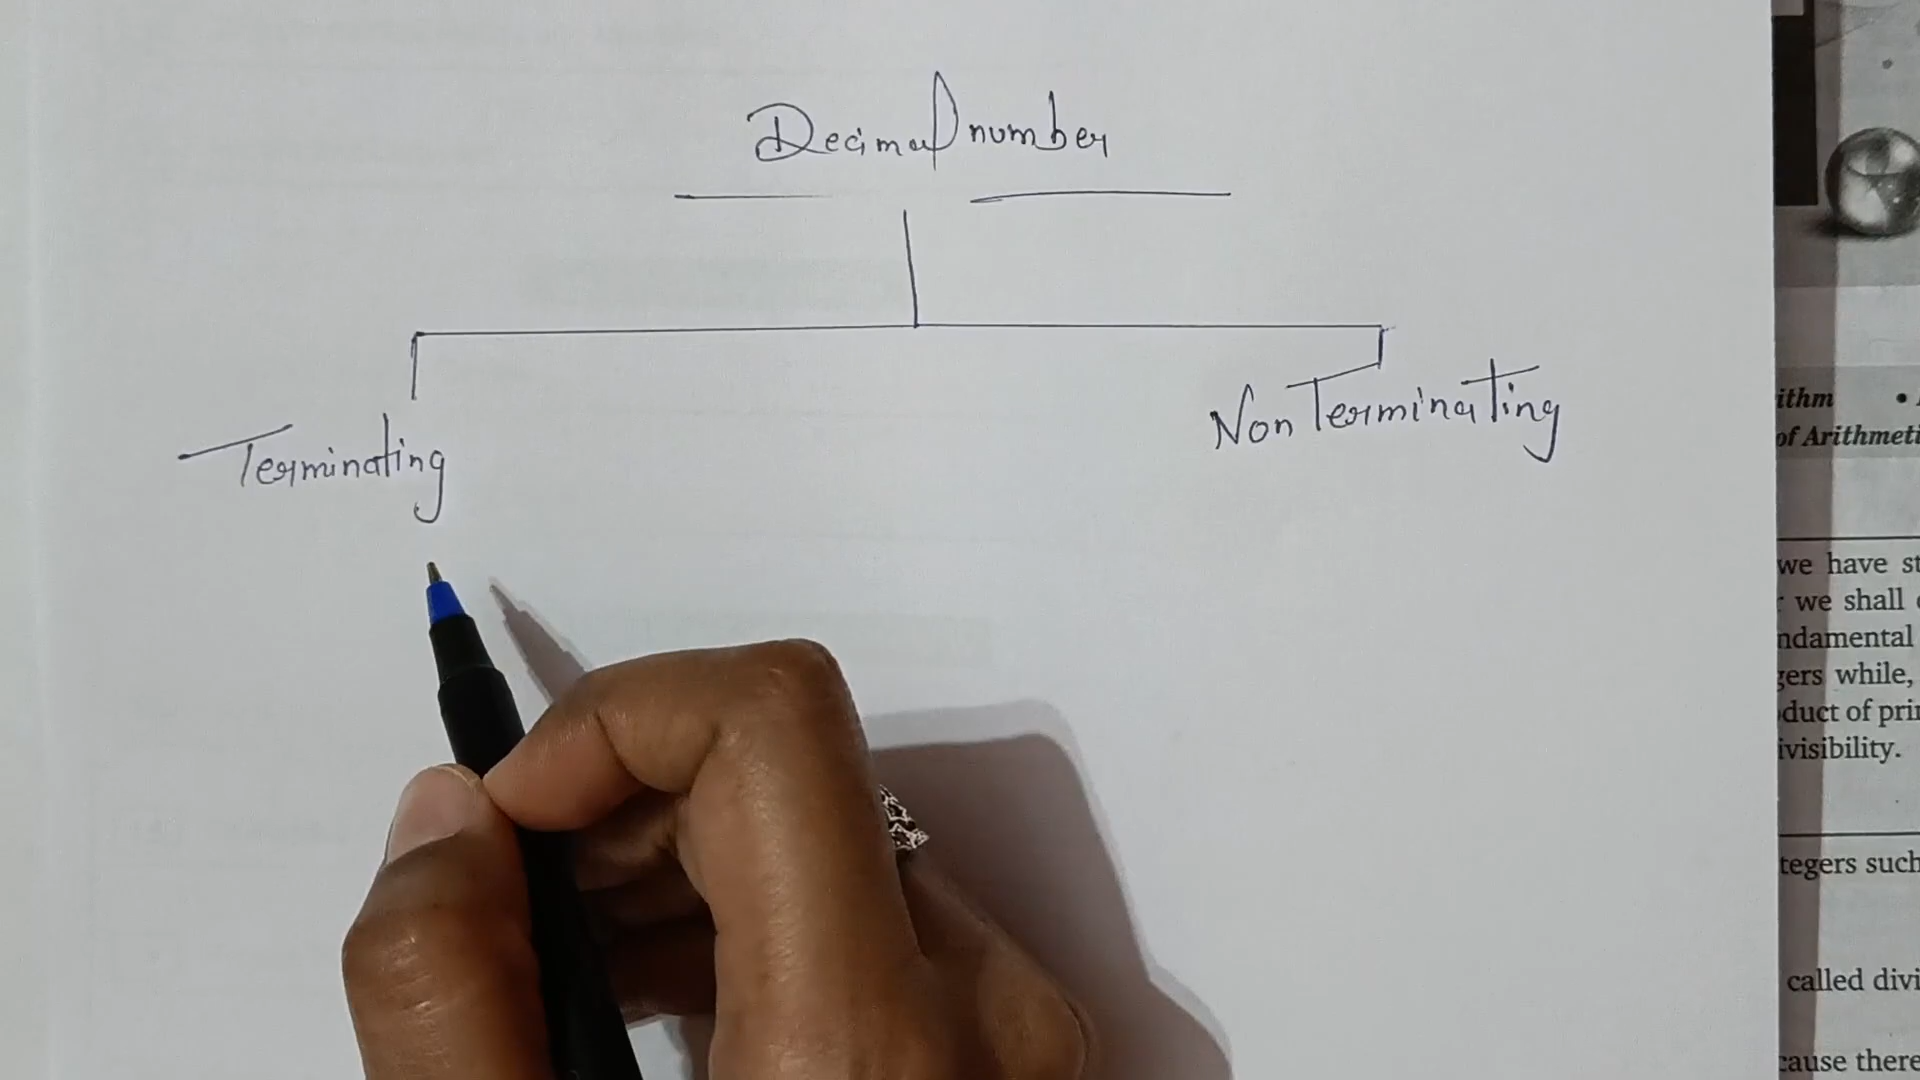 Decimal number
Terminating
Non Terminating
ithm •
of Arithmeti
we have st
we shall
ndamental
gers while,
duct of prin
ivisibility.
tegers such
called divi
cause there